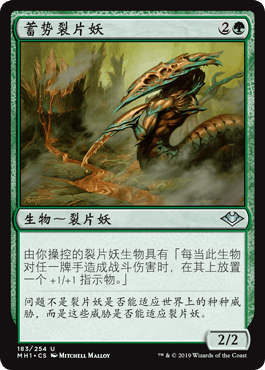 蓄势裂片妖 2
生物～裂片妖
由你操控的裂片妖生物具有「每当此生物
对任一牌手造成战斗伤害时，在其上放置
一个 +1/+1 指示物。」
问题不是裂片妖是否能适应世界上的种种威
胁，而是这些威胁是否能适应裂片妖。
2/2
183/254 U
MH1 • CS MITCHELL MALLOY
™ & © 2019 Wizards of the Coast